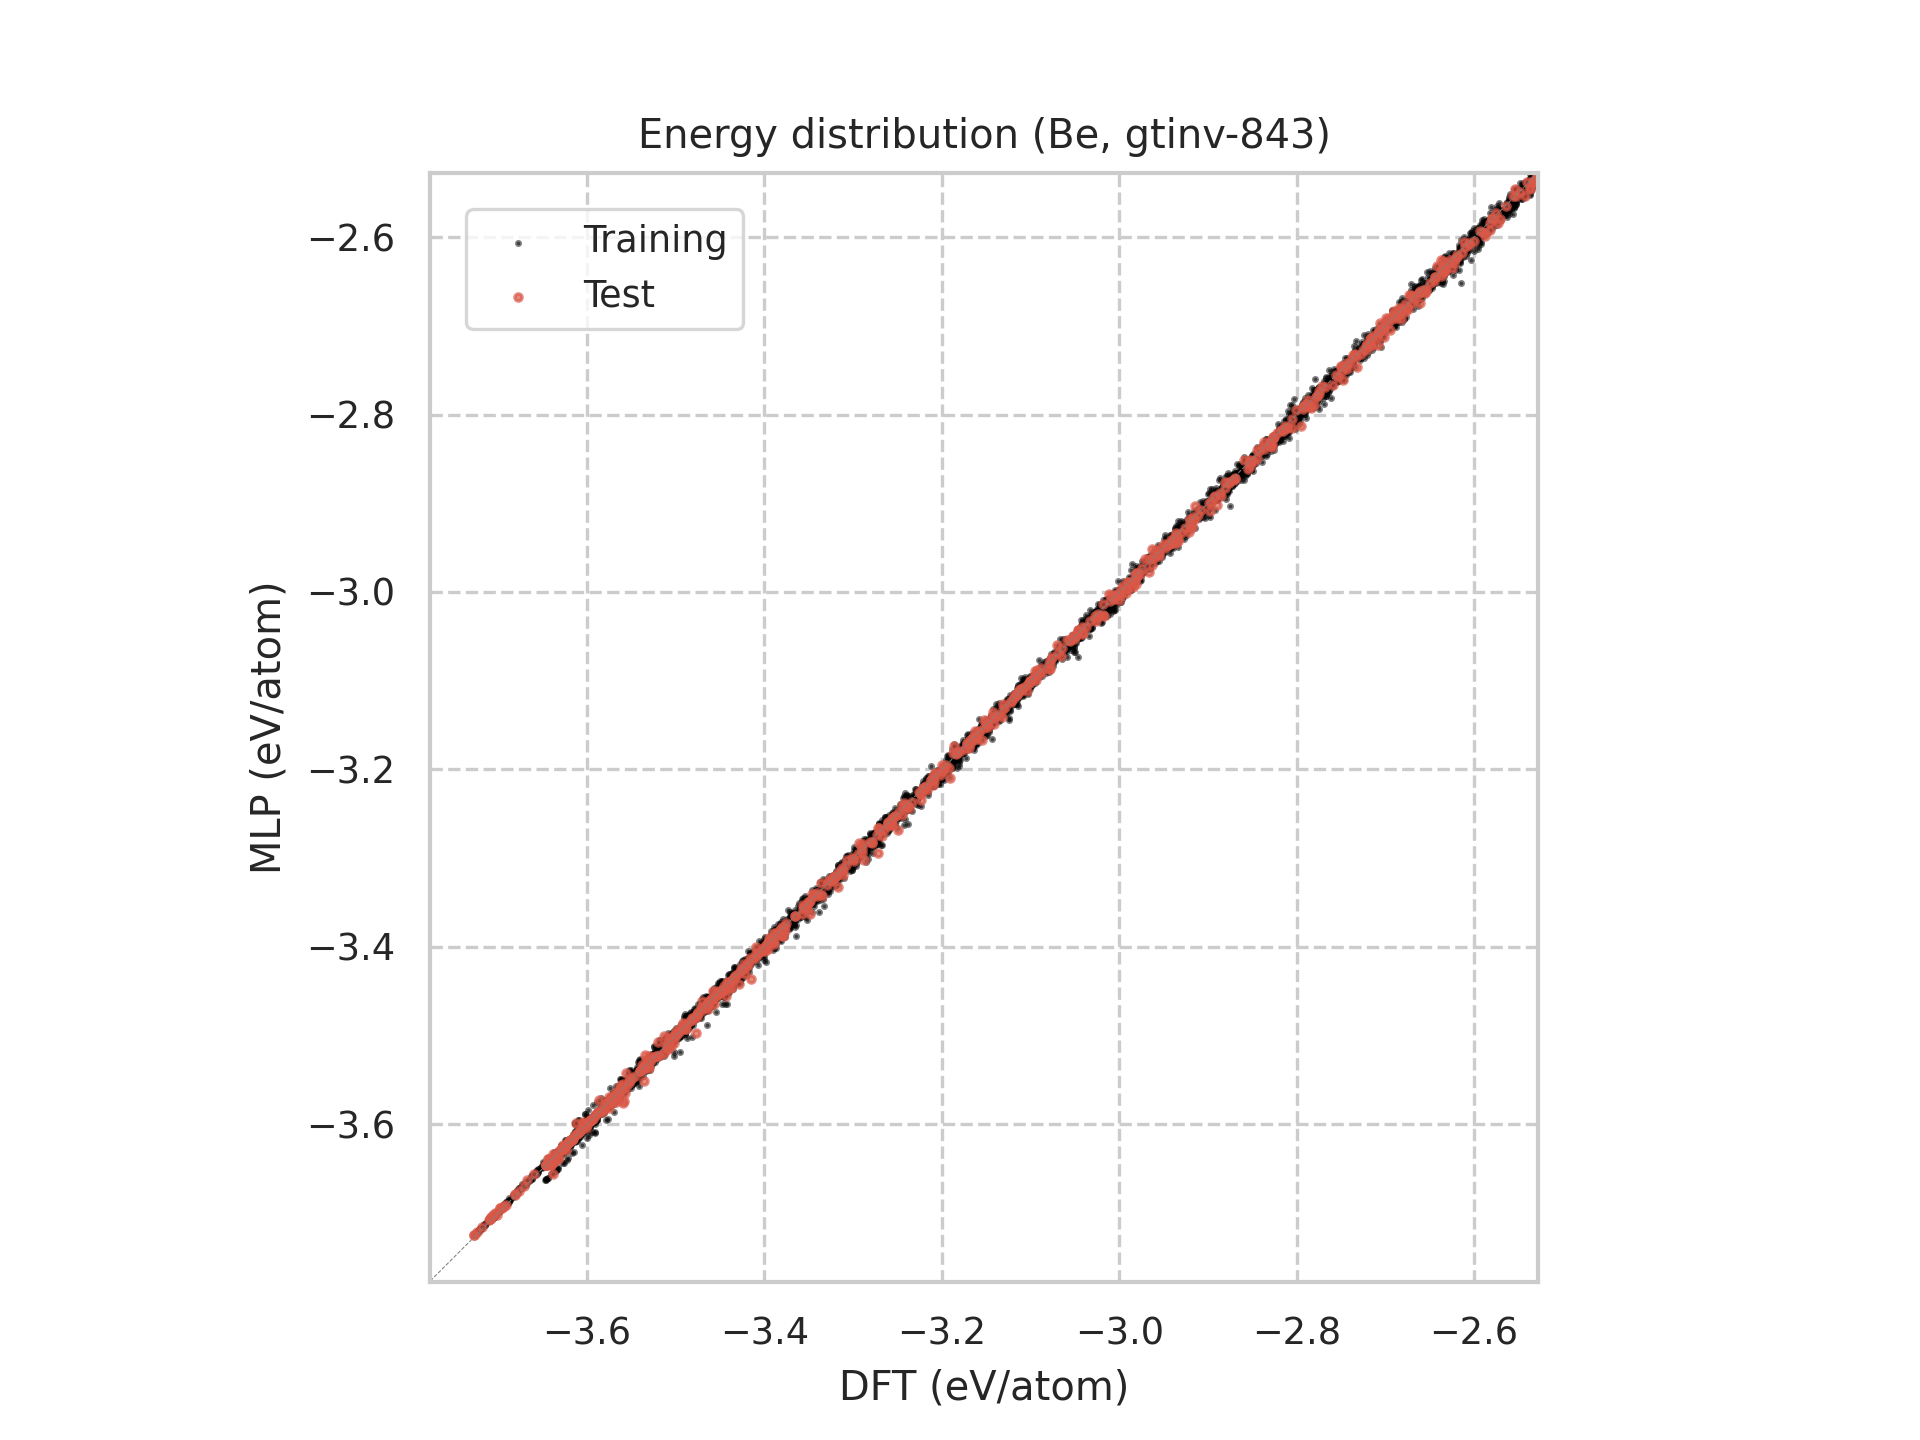 Energy distribution (Be, gtinv-843)
Training
Test
MLP (eV/atom)
−2.6
−2.8
−3.0
−3.2
−3.4
−3.6
−3.6 −3.4 −3.2 −3.0 −2.8 −2.6
DFT (eV/atom)